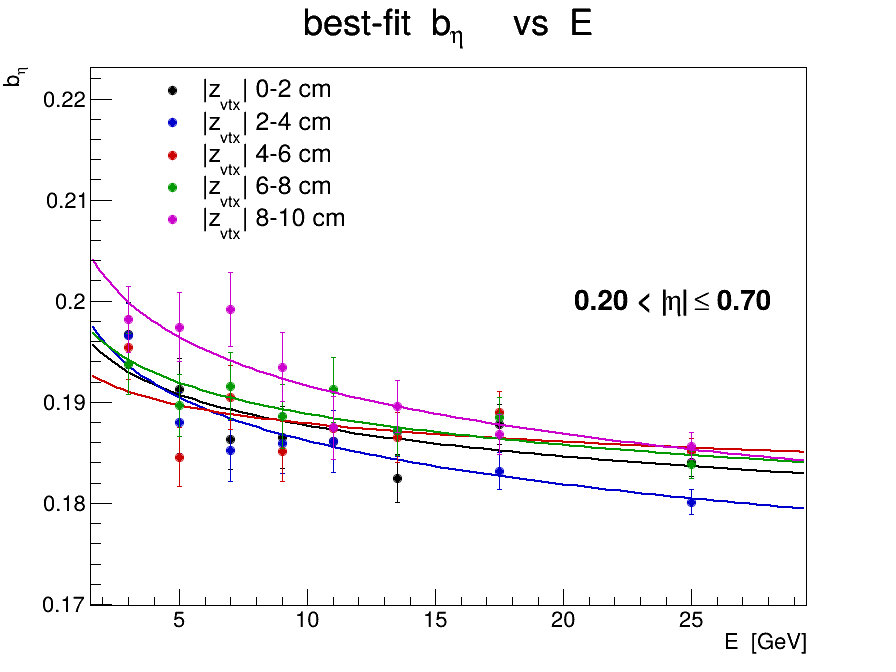 best-fit b_η vs E
b_η
|z_vtx| 0-2 cm
|z_vtx| 2-4 cm
|z_vtx| 4-6 cm
|z_vtx| 6-8 cm
|z_vtx| 8-10 cm
0.20 < |η| ≤ 0.70
0.22
0.21
0.2
0.19
0.18
0.17
5 10 15 20 25
E [GeV]